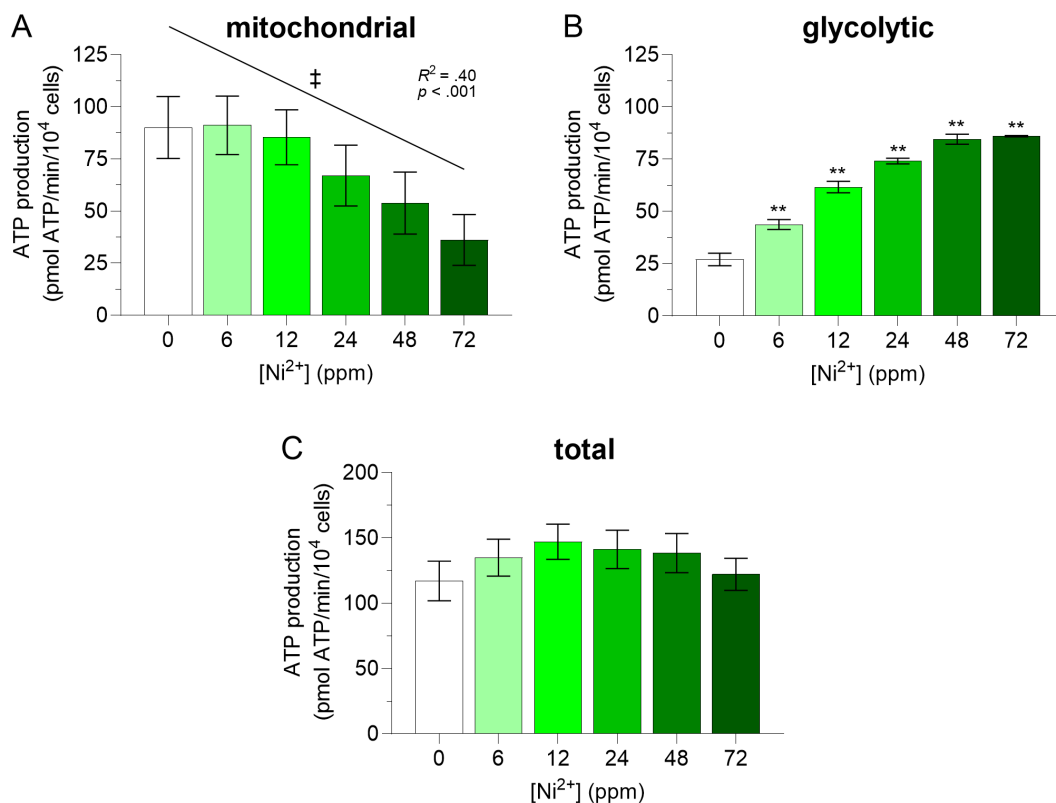 A
mitochondrial
ATP production
(pmol ATP/min/10⁴ cells)
125
100
75
50
25
0
‡
R² = .40
p < .001
0 6 12 24 48 72
[Ni²⁺] (ppm)
B
glycolytic
ATP production
(pmol ATP/min/10⁴ cells)
125
100
75
50
25
0
** ** ** ** **
0 6 12 24 48 72
[Ni²⁺] (ppm)
C
total
ATP production
(pmol ATP/min/10⁴ cells)
200
150
100
50
0
0 6 12 24 48 72
[Ni²⁺] (ppm)